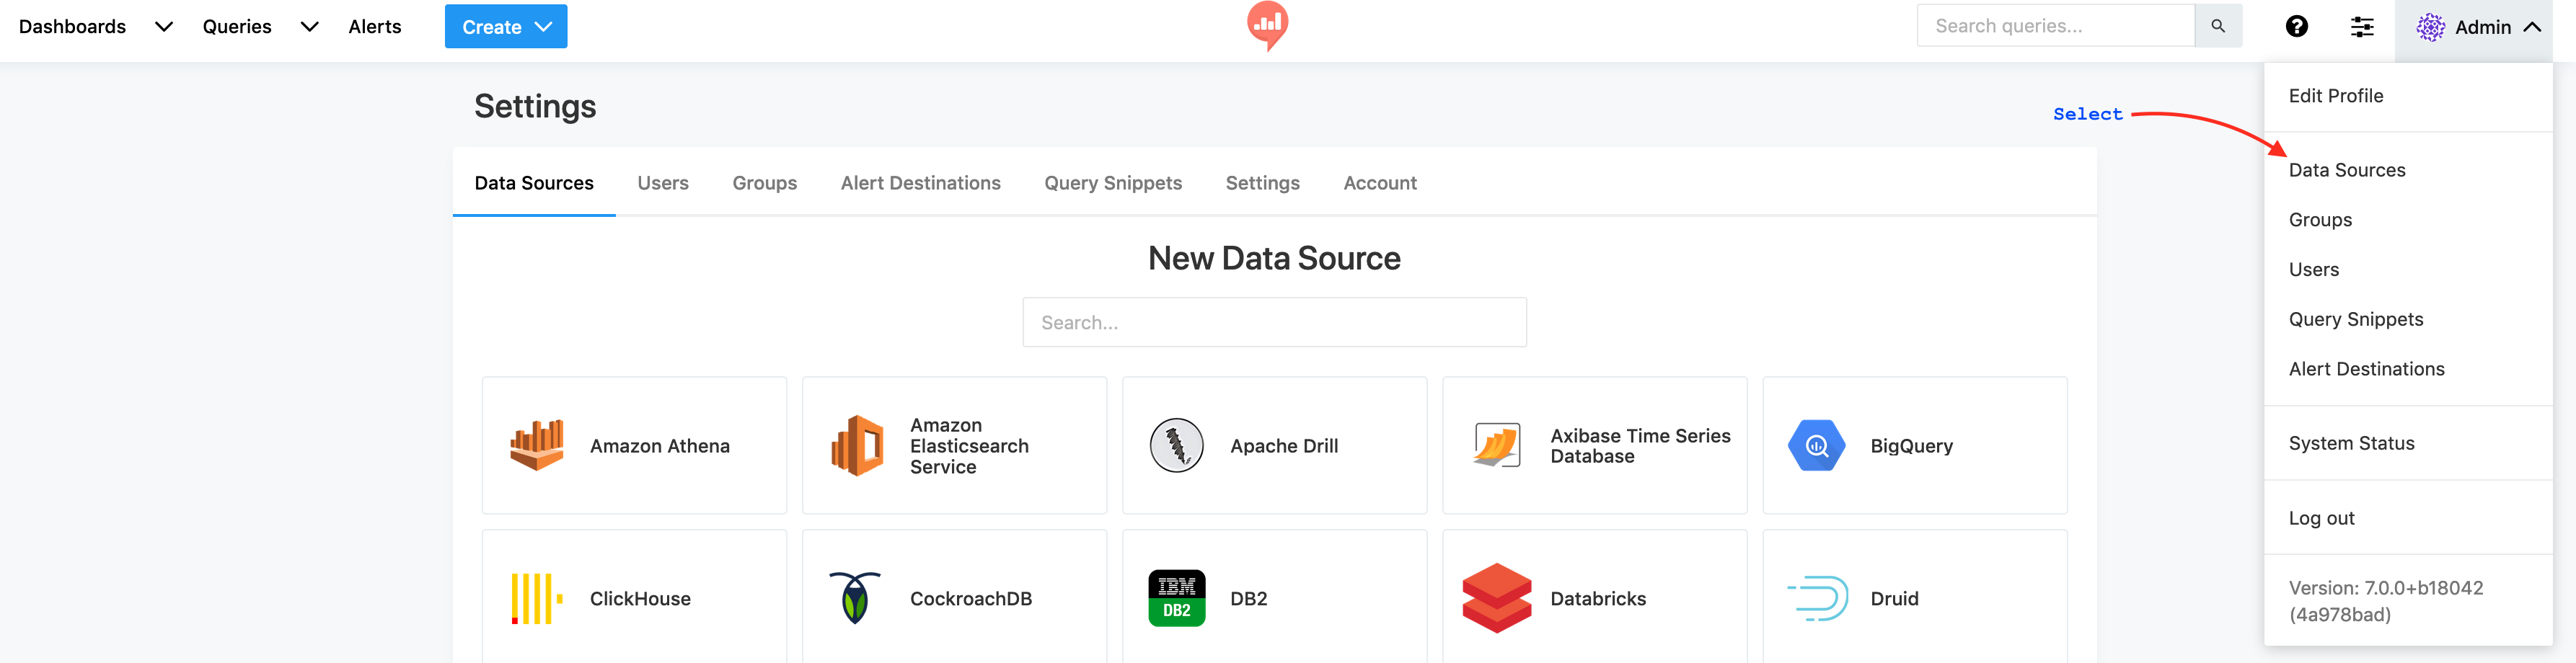 Dashboards Queries Alerts Create Search queries... Admin
Settings
Select
Data Sources Users Groups Alert Destinations Query Snippets Settings Account
New Data Source
Search...
Amazon Athena
Amazon
Elasticsearch
Service
Apache Drill
Axibase Time Series
Database
BigQuery
ClickHouse
CockroachDB
IBM
DB2
DB2
Databricks
Druid
Edit Profile
Data Sources
Groups
Users
Query Snippets
Alert Destinations
System Status
Log out
Version: 7.0.0+b18042
(4a978bad)